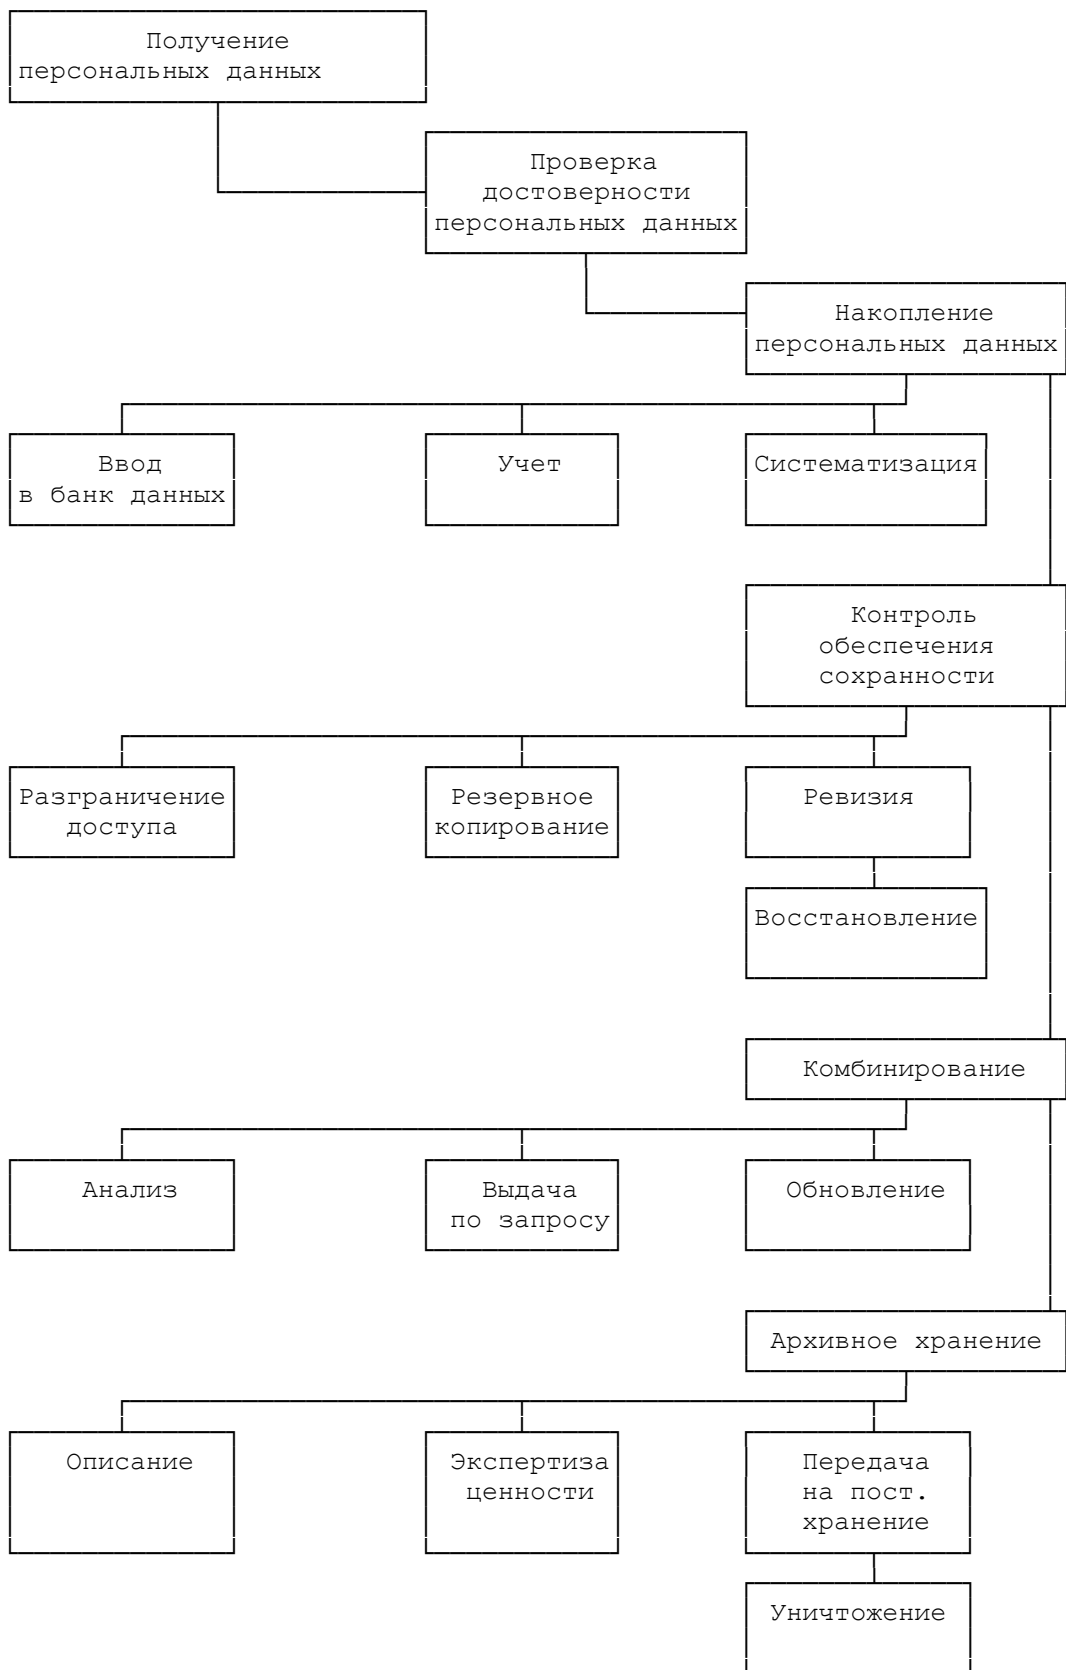 Получение
персональных данных
Проверка
достоверности
персональных данных
Накопление
персональных данных
Ввод
в банк данных
Учет
Систематизация
Контроль
обеспечения
сохранности
Разграничение
доступа
Резервное
копирование
Ревизия
Восстановление
Комбинирование
Анализ
Выдача
по запросу
Обновление
Архивное хранение
Описание
Экспертиза
ценности
Передача
на пост.
хранение
Уничтожение